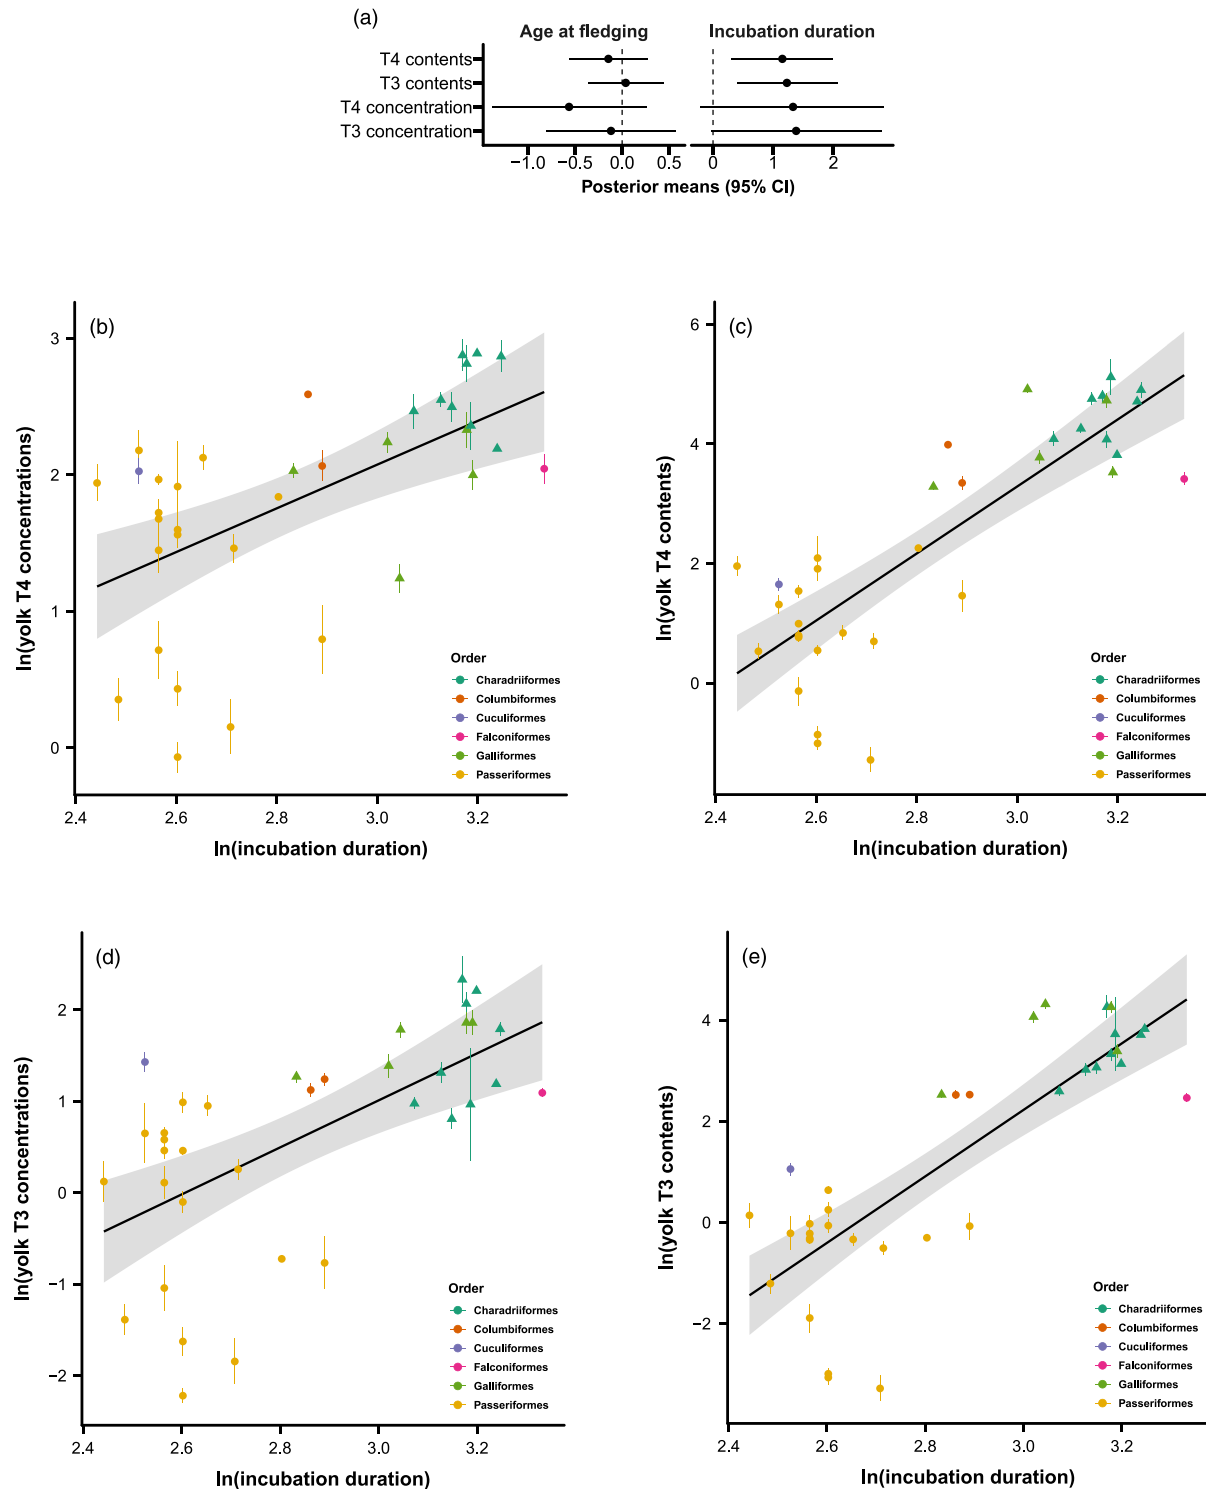 (a)
Age at fledging
Incubation duration
T4 contents
T3 contents
T4 concentration
T3 concentration
−1.0 −0.5 0.0 0.5 0 1 2
Posterior means (95% CI)
(b)
ln(yolk T4 concentrations)
3
2
1
0
2.4 2.6 2.8 3.0 3.2
ln(incubation duration)
Order
Charadriiformes
Columbiformes
Cuculiformes
Falconiformes
Galliformes
Passeriformes
(c)
ln(yolk T4 contents)
6
4
2
0
2.4 2.6 2.8 3.0 3.2
ln(incubation duration)
Order
Charadriiformes
Columbiformes
Cuculiformes
Falconiformes
Galliformes
Passeriformes
(d)
ln(yolk T3 concentrations)
2
1
0
−1
−2
2.4 2.6 2.8 3.0 3.2
ln(incubation duration)
Order
Charadriiformes
Columbiformes
Cuculiformes
Falconiformes
Galliformes
Passeriformes
(e)
ln(yolk T3 contents)
4
2
0
−2
2.4 2.6 2.8 3.0 3.2
ln(incubation duration)
Order
Charadriiformes
Columbiformes
Cuculiformes
Falconiformes
Galliformes
Passeriformes